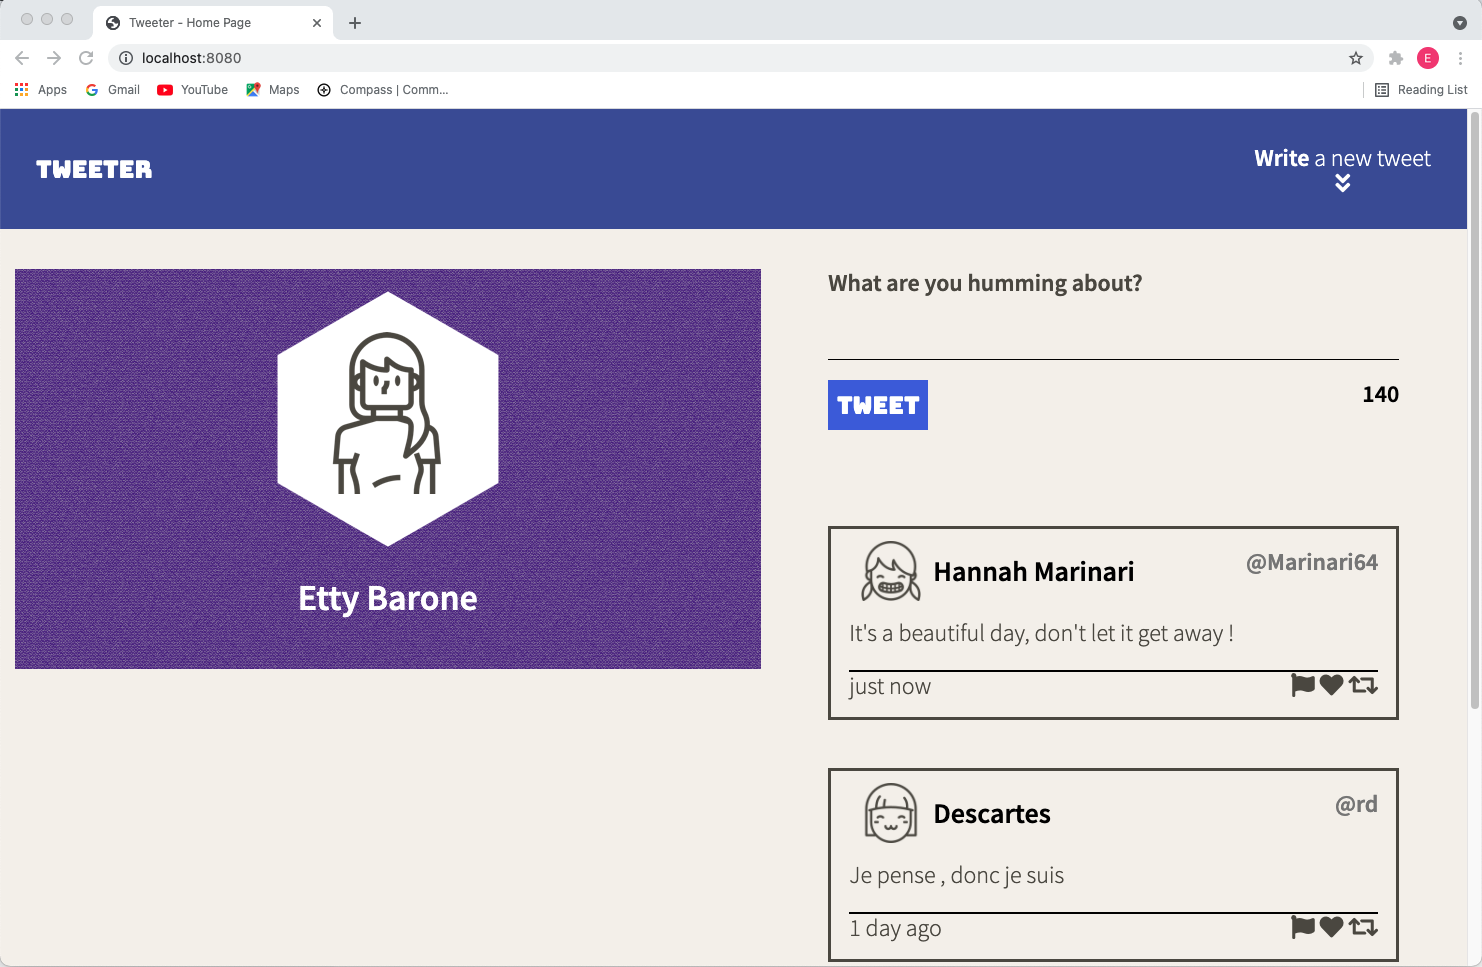 Tweeter - Home Page
localhost:8080
E
Apps
Gmail
YouTube
Maps
Compass | Comm...
Reading List
TWEETER
Write a new tweet
Etty Barone
What are you humming about?
TWEET
140
Hannah Marinari
@Marinari64
It's a beautiful day, don't let it get away !
just now
Descartes
@rd
Je pense , donc je suis
1 day ago